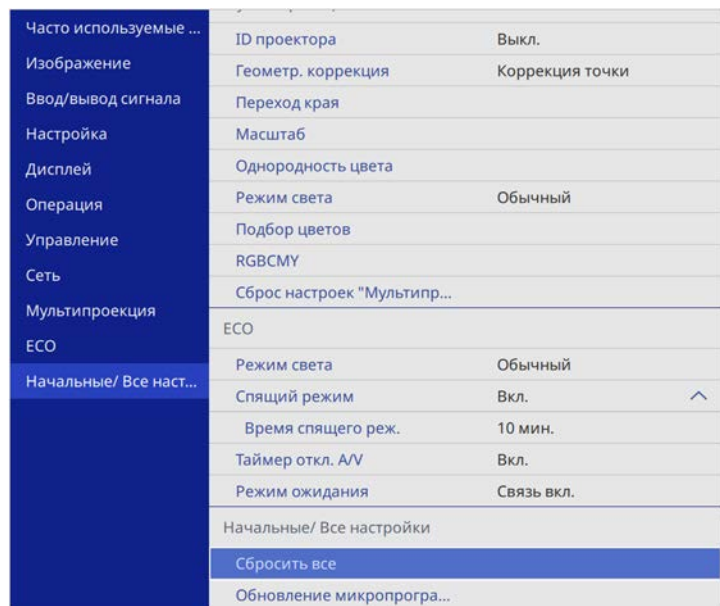 Часто используемые ...
Изображение
Ввод/вывод сигнала
Настройка
Дисплей
Операция
Управление
Сеть
Мультипроекция
ECO
Начальные/ Все наст...
ID проектора Выкл.
Геометр. коррекция Коррекция точки
Переход края
Масштаб
Однородность цвета
Режим света Обычный
Подбор цветов
RGBCMY
Сброс настроек "Мультипр...
ECO
Режим света Обычный
Спящий режим Вкл.
Время спящего реж. 10 мин.
Таймер откл. A/V Вкл.
Режим ожидания Связь вкл.
Начальные/ Все настройки
Сбросить все
Обновление микропрогра...